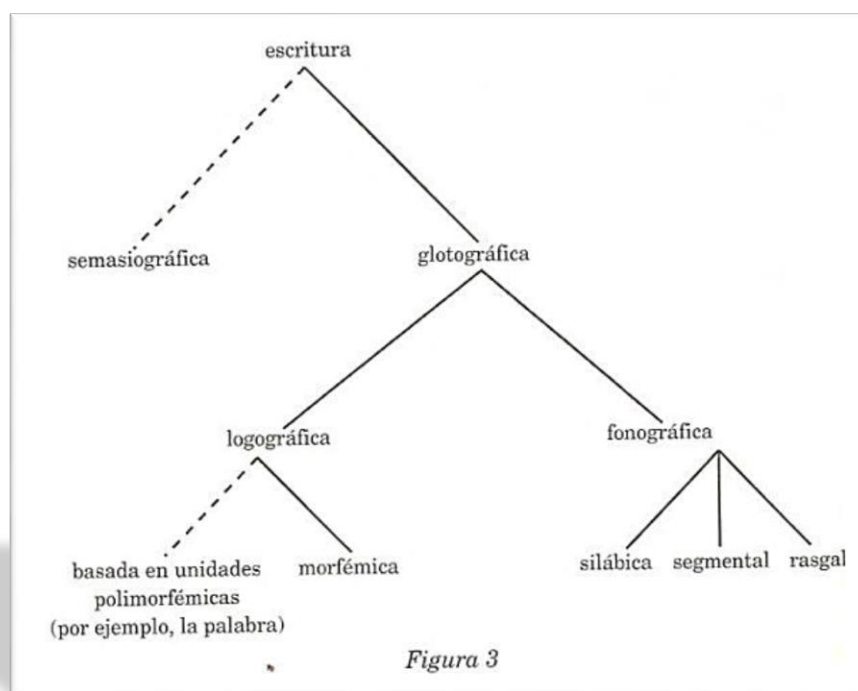 escritura
semasiográfica
glotográfica
logográfica
fonográfica
basada en unidades
polimorfémicas
(por ejemplo, la palabra)
morfémica
silábica
segmental
rasgal
Figura 3